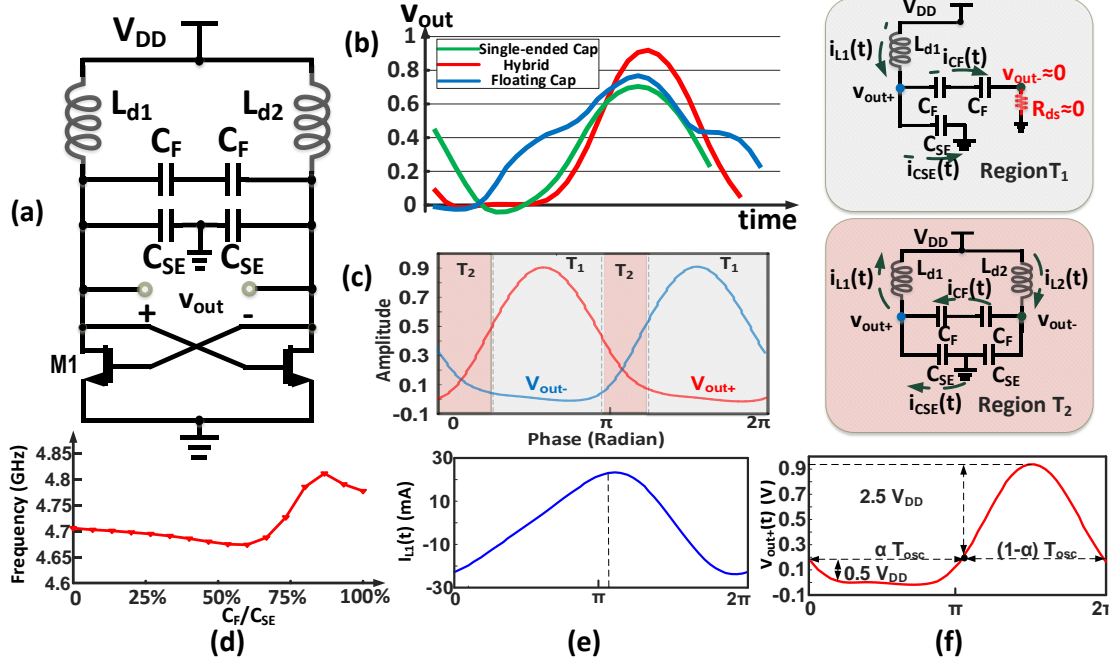 (a)
V_DD
L_d1
L_d2
C_F C_F
C_SE C_SE
v_out
+ -
M1
(b)
v_out
Single-ended Cap
Hybrid
Floating Cap
1
0.8
0.6
0.4
0.2
0
time
(c)
T_2 T_1 T_2 T_1
Amplitude
0.9
0.7
0.5
0.3
0.1
-0.1
V_out- V_out+
0 π 2π
Phase (Radian)
V_DD
i_L1(t)
L_d1
i_CF(t)
v_out-≈0
v_out+
C_F C_F
R_ds≈0
C_SE
i_CSE(t)
Region T_1
V_DD
i_L1(t)
L_d1
L_d2
i_L2(t)
i_CF(t)
v_out+
v_out-
C_F C_F
C_SE C_SE
i_CSE(t)
Region T_2
Frequency (GHz)
4.85
4.8
4.75
4.7
4.65
4.6
0 25% 50% 75% 100%
C_F/C_SE
(d)
I_L1(t) (mA)
30
10
-10
-30
0 π 2π
(e)
v_out+(t) (V)
0.9
0.7
0.5
0.3
0.1
-0.1
2.5 V_DD
α T_osc
(1-α) T_osc
0.5 V_DD
0 π 2π
(f)